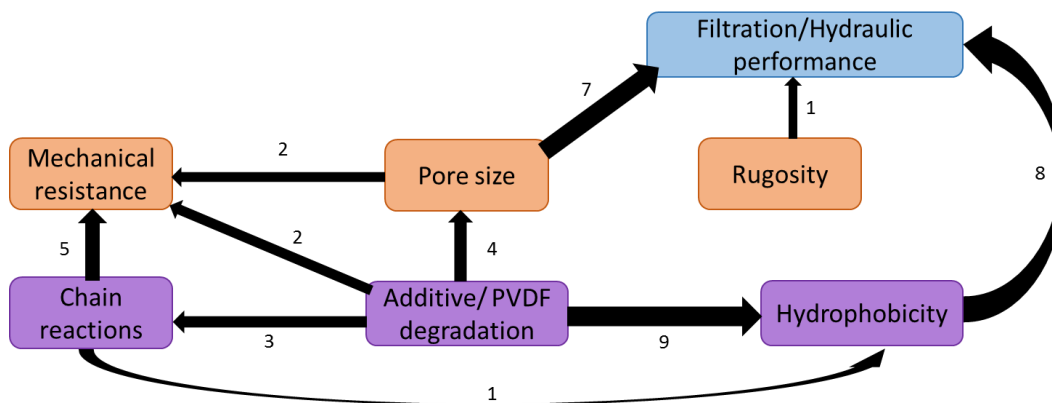 Filtration/Hydraulic
performance
7
1
Mechanical
resistance
2
Pore size
Rugosity
8
5
2
4
Chain
reactions
Additive/ PVDF
degradation
Hydrophobicity
3
9
1